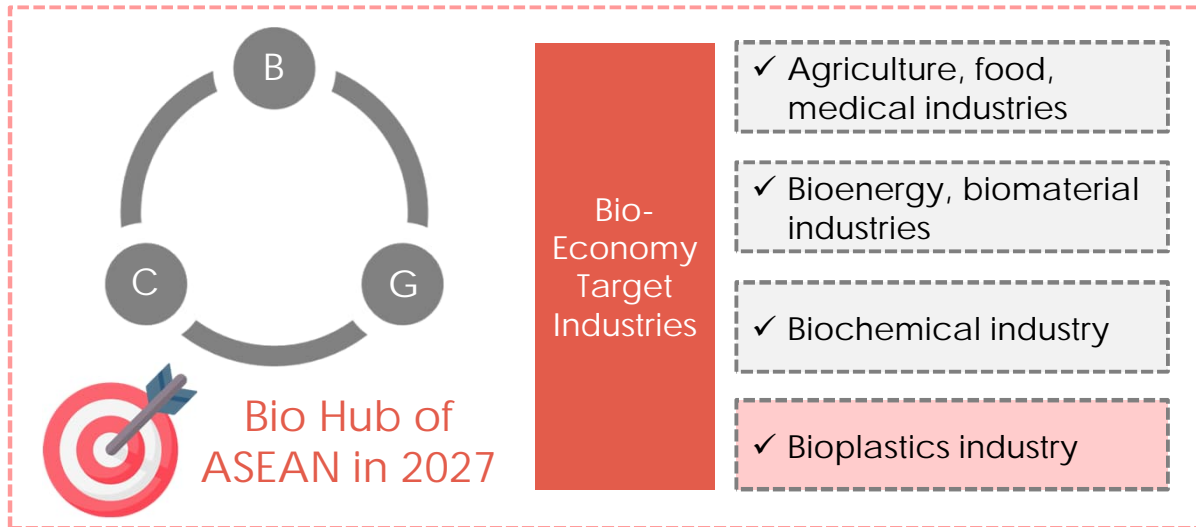 B
C
G
Bio Hub of
ASEAN in 2027
Bio-
Economy
Target
Industries
✓ Agriculture, food,
medical industries
✓ Bioenergy, biomaterial
industries
✓ Biochemical industry
✓ Bioplastics industry